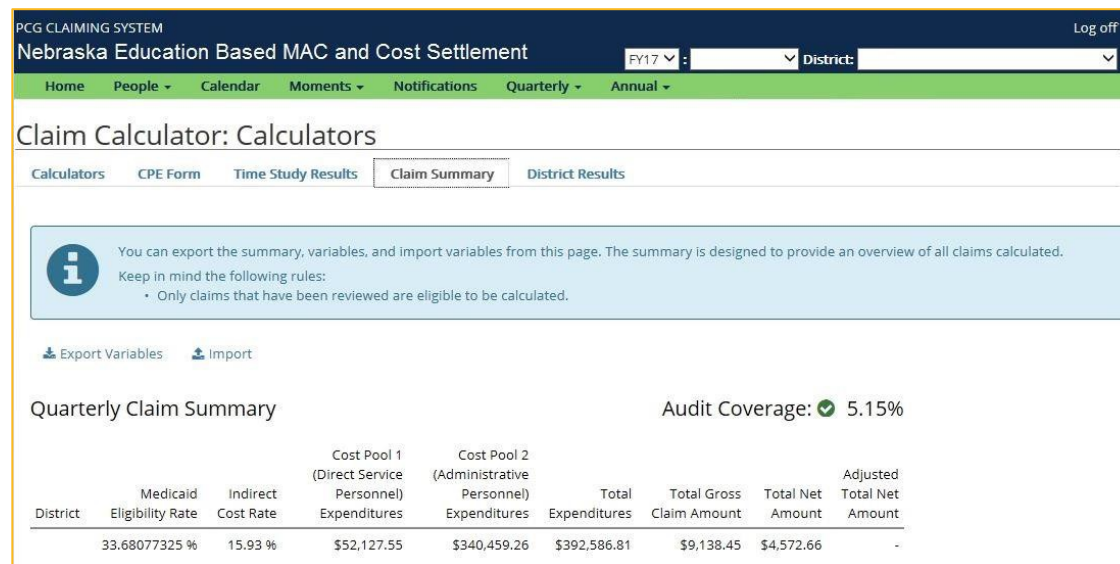 PCG CLAIMING SYSTEM
Log off
Nebraska Education Based MAC and Cost Settlement
FY17 : District:
Home People Calendar Moments Notifications Quarterly Annual
Claim Calculator: Calculators
Calculators CPE Form Time Study Results Claim Summary District Results
You can export the summary, variables, and import variables from this page. The summary is designed to provide an overview of all claims calculated.
Keep in mind the following rules:
• Only claims that have been reviewed are eligible to be calculated.
Export Variables Import
Quarterly Claim Summary
Audit Coverage: 5.15%
Cost Pool 1 Cost Pool 2
(Direct Service (Administrative Adjusted
Medicaid Indirect Personnel) Personnel) Total Total Gross Total Net Total Net
District Eligibility Rate Cost Rate Expenditures Expenditures Expenditures Claim Amount Amount Amount
33.68077325 % 15.93 % $52,127.55 $340,459.26 $392,586.81 $9,138.45 $4,572.66 -